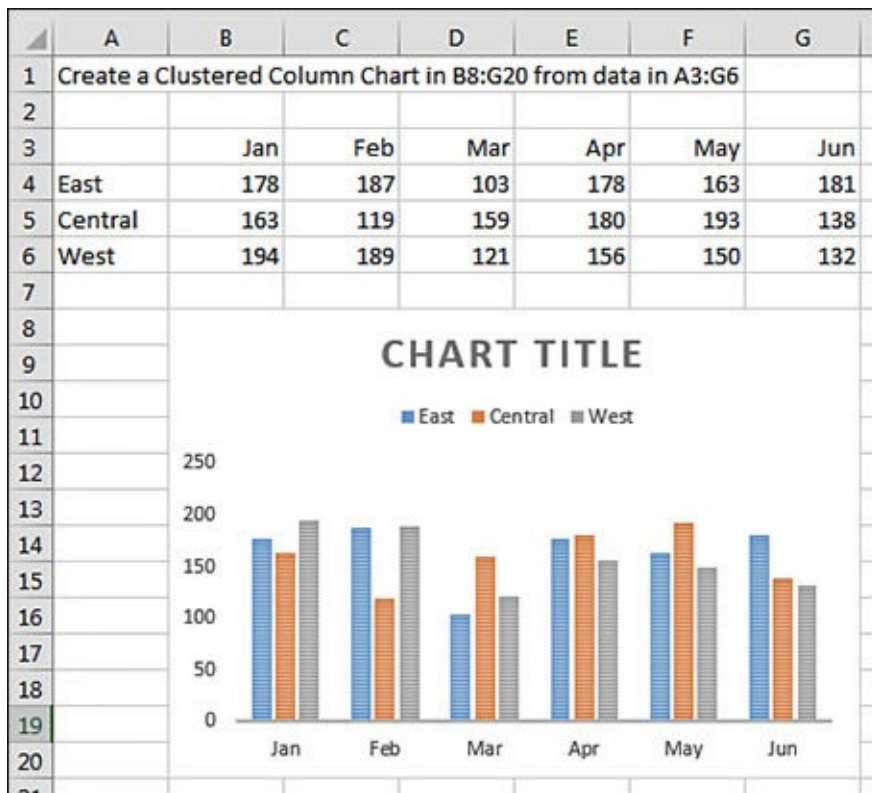 A B C D E F G
1 Create a Clustered Column Chart in B8:G20 from data in A3:G6
2
3 Jan Feb Mar Apr May Jun
4 East 178 187 103 178 163 181
5 Central 163 119 159 180 193 138
6 West 194 189 121 156 150 132
7
8
9
10
11
12
13
14
15
16
17
18
19
20
CHART TITLE
East Central West
250
200
150
100
50
0
Jan Feb Mar Apr May Jun